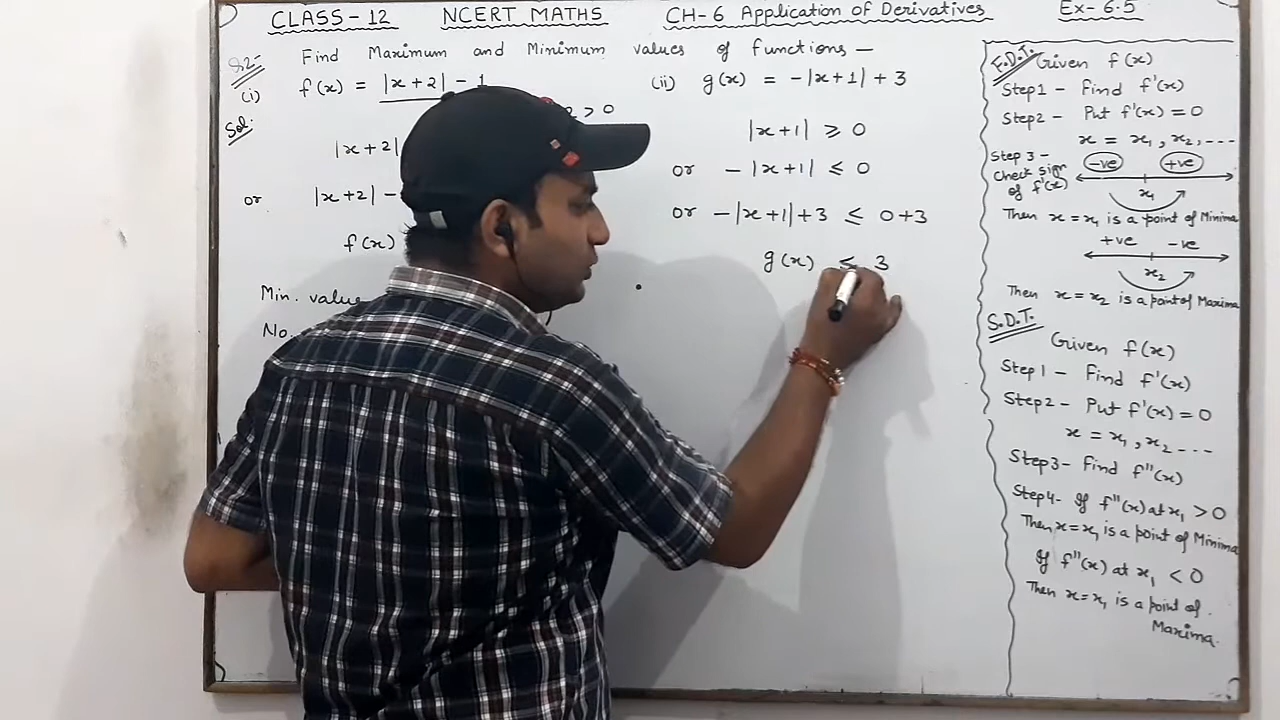 CLASS-12 NCERT MATHS CH-6 Application of Derivatives Ex-6.5
Q.2- Find Maximum and Minimum values of functions -
(i) f(x) = |x+2| - 1
Sol:
> 0
|x+2|
or |x+2| -
f(x)
Min. value
No.
(ii) g(x) = -|x+1| + 3
|x+1| ≥ 0
or - |x+1| ≤ 0
or -|x+1|+3 ≤ 0+3
g(x) ≤ 3
F.D.T. Given f(x)
Step1 - Find f'(x)
Step2 - Put f'(x) = 0
x = x₁, x₂, ----
Step 3 -
Check sign
of f'(x)
-ve +ve
x₁
Then x = x₁ is a point of Minima
+ve -ve
x₂
Then x = x₂ is a point of Maxima
S.D.T.
Given f(x)
Step1 - Find f'(x)
Step2 - Put f'(x) = 0
x = x₁, x₂ ----
Step3- Find f"(x)
Step4- If f"(x) at x₁ > 0
Then x = x₁ is a point of Minima
If f"(x) at x₁ < 0
Then x = x₁ is a point of
Maxima.